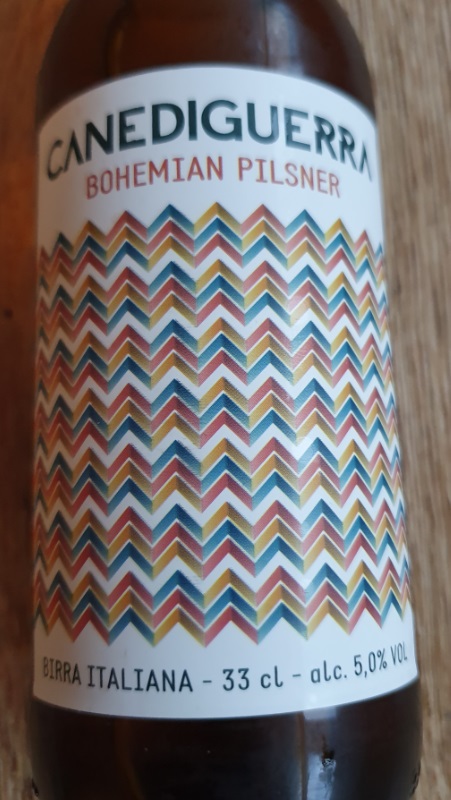 CANEDIGUERRA
BOHEMIAN PILSNER
BIRRA ITALIANA - 33 cl - alc. 5,0% VOL